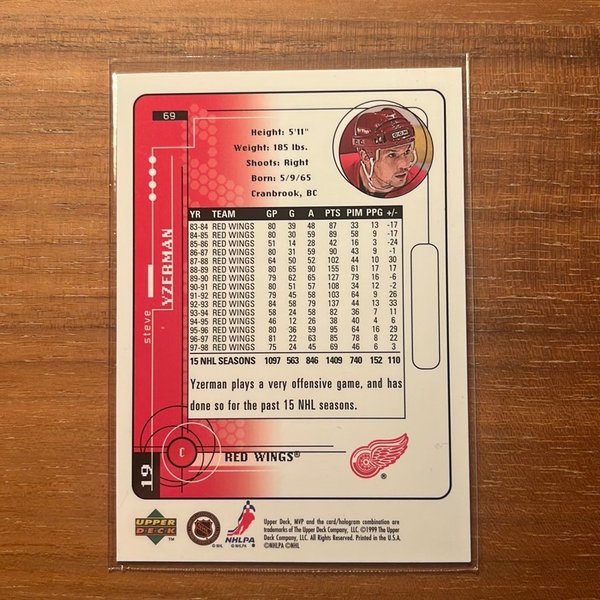 69
Height: 5'11"
Weight: 185 lbs.
Shoots: Right
Born: 5/9/65
Cranbrook, BC
steve YZERMAN
YR TEAM GP G A PTS PIM PPG +/-
83-84 RED WINGS 80 39 48 87 33 13 -17
84-85 RED WINGS 80 30 59 89 58 9 -17
85-86 RED WINGS 51 14 28 42 16 3 -24
86-87 RED WINGS 80 31 59 90 43 9 -1
87-88 RED WINGS 64 50 52 102 44 10 30
88-89 RED WINGS 80 65 90 155 61 17 17
89-90 RED WINGS 79 62 65 127 79 16 -6
90-91 RED WINGS 80 51 57 108 34 12 -2
91-92 RED WINGS 79 45 58 103 64 9 26
92-93 RED WINGS 84 58 79 137 44 13 33
93-94 RED WINGS 58 24 58 82 36 7 11
94-95 RED WINGS 47 12 26 38 40 4 6
95-96 RED WINGS 80 36 59 95 64 16 29
96-97 RED WINGS 81 22 63 85 78 8 22
97-98 RED WINGS 75 24 45 69 46 6 3
15 NHL SEASONS 1097 563 846 1409 740 152 110
Yzerman plays a very offensive game, and has
done so for the past 15 NHL seasons.
19
C
RED WINGS®
®
UPPER
DECK
TM
©NHL
NHLPA
©NHLPA
Upper Deck, MVP and the card/hologram combination are
trademarks of The Upper Deck Company, LLC. ©1999 The Upper
Deck Company, LLC. All Rights Reserved. Printed in the U.S.A.
©NHLPA ©NHL